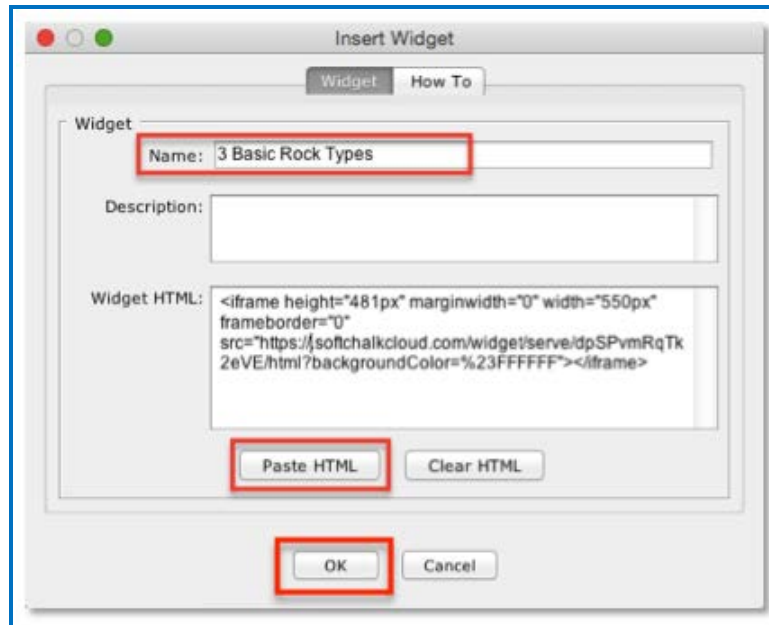 Insert Widget
Widget How To
Widget
Name: 3 Basic Rock Types
Description:
Widget HTML: <iframe height="481px" marginwidth="0" width="550px"
frameborder="0"
src="https://softchalkcloud.com/widget/serve/dpSPvmRqTk
2eVE/html?backgroundColor=%23FFFFFF"></iframe>
Paste HTML Clear HTML
OK Cancel